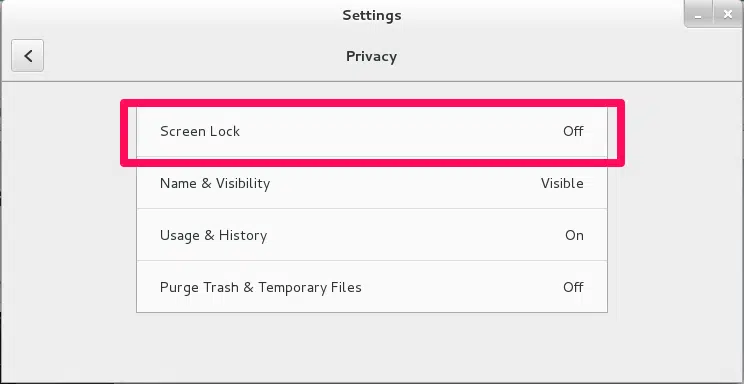 Settings
Privacy
Screen Lock Off
Name & Visibility Visible
Usage & History On
Purge Trash & Temporary Files Off